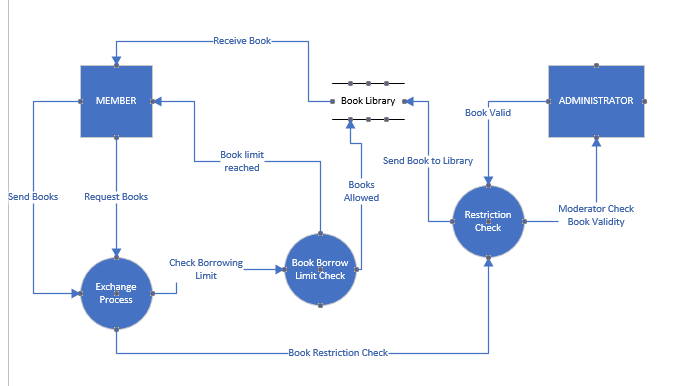 Receive Book
MEMBER
Book Library
ADMINISTRATOR
Book Valid
Book limit
reached
Send Book to Library
Send Books
Request Books
Books
Allowed
Restriction
Check
Moderator Check
Book Validity
Check Borrowing
Limit
Book Borrow
Limit Check
Exchange
Process
Book Restriction Check